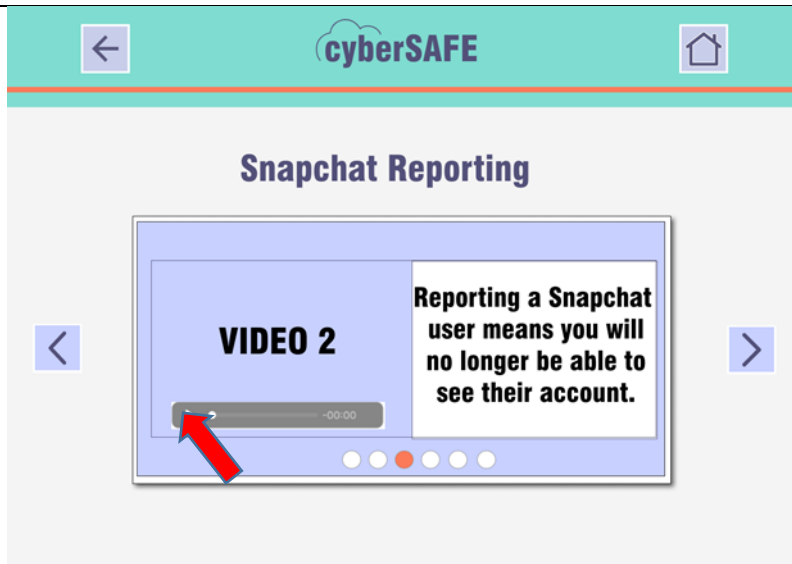 cyberSAFE
Snapchat Reporting
VIDEO 2
-00:00
Reporting a Snapchat
user means you will
no longer be able to
see their account.